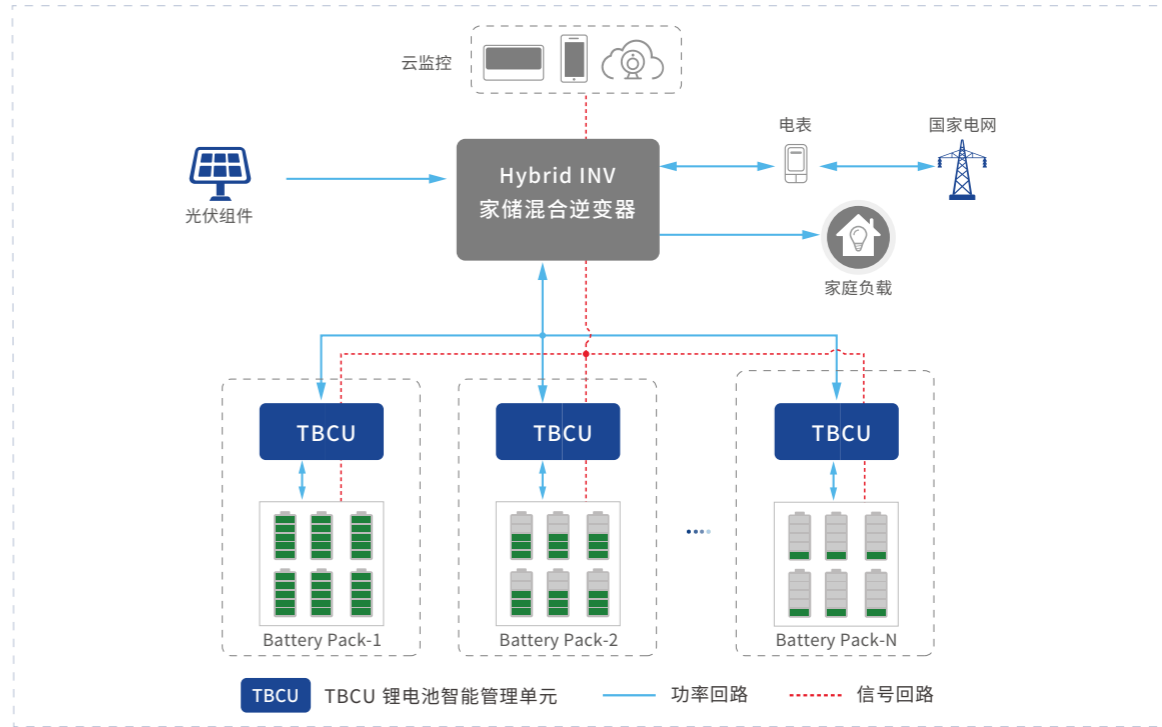 云监控
电表
国家电网
Hybrid INV
家储混合逆变器
光伏组件
家庭负载
TBCU
TBCU
TBCU
Battery Pack-1
Battery Pack-2
Battery Pack-N
TBCU
TBCU 锂电池智能管理单元
功率回路
信号回路